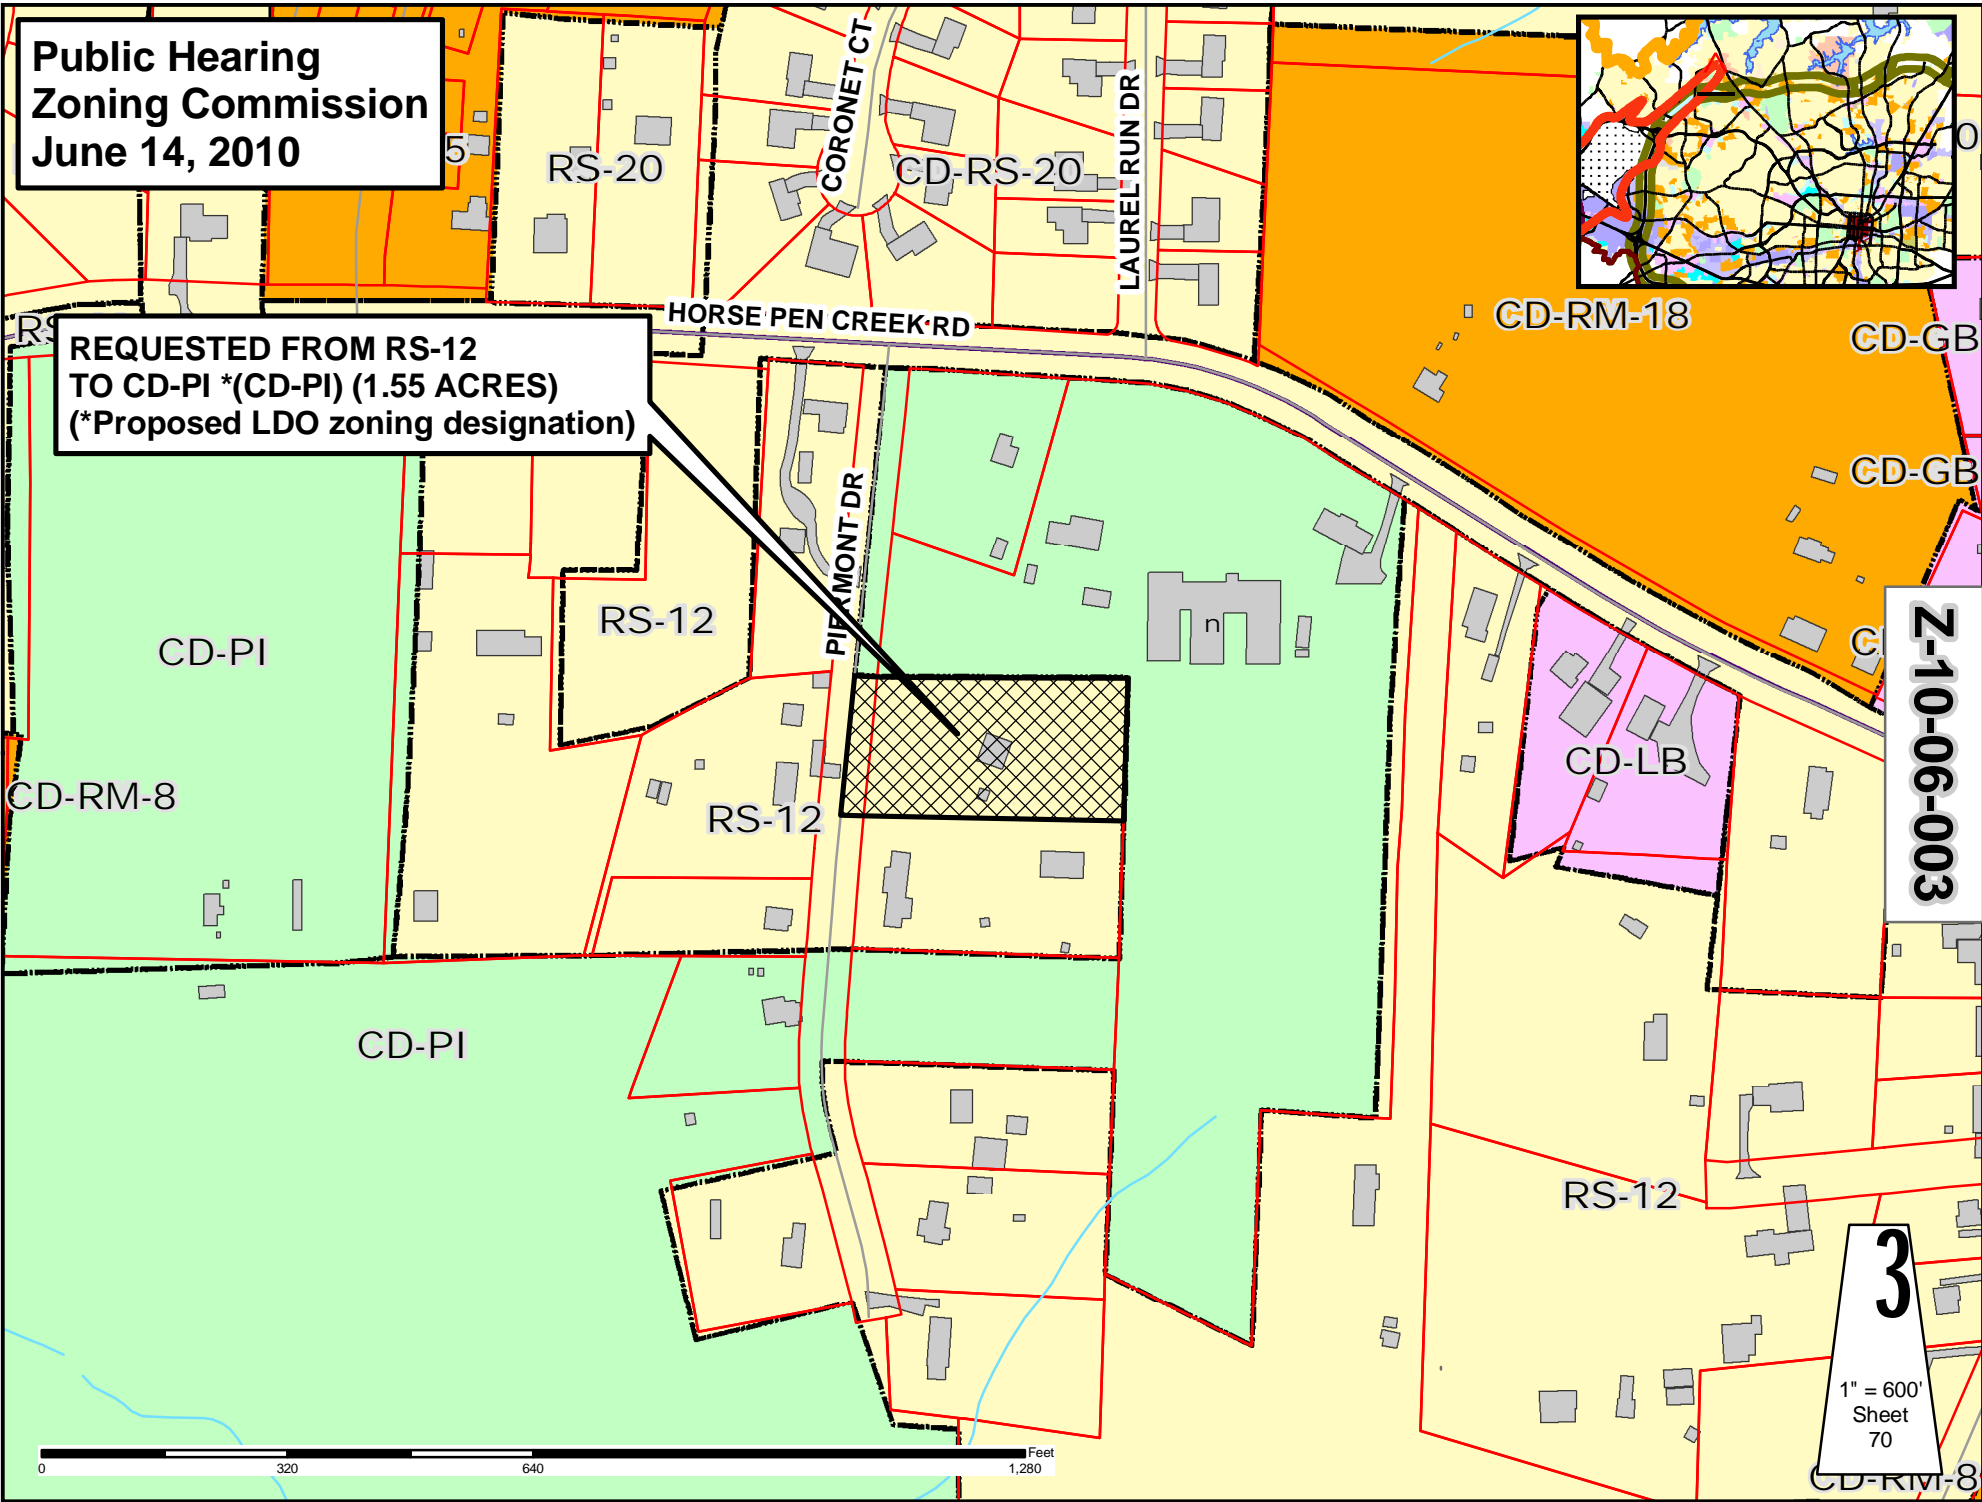 Public Hearing
Zoning Commission
June 14, 2010
5
RS-20
CORONET CT
CD-RS-20
LAUREL RUN DR
0
HORSE PEN CREEK RD
CD-RM-18
CD-GB
RS
REQUESTED FROM RS-12
TO CD-PI *(CD-PI) (1.55 ACRES)
(*Proposed LDO zoning designation)
CD-GB
PIERMONT DR
RS-12
CD-PI
n
Z-10-06-003
CD-LB
CD-RM-8
RS-12
CD-PI
RS-12
3
1" = 600'
Sheet
70
Feet
0 320 640 1,280
CD-RM-8